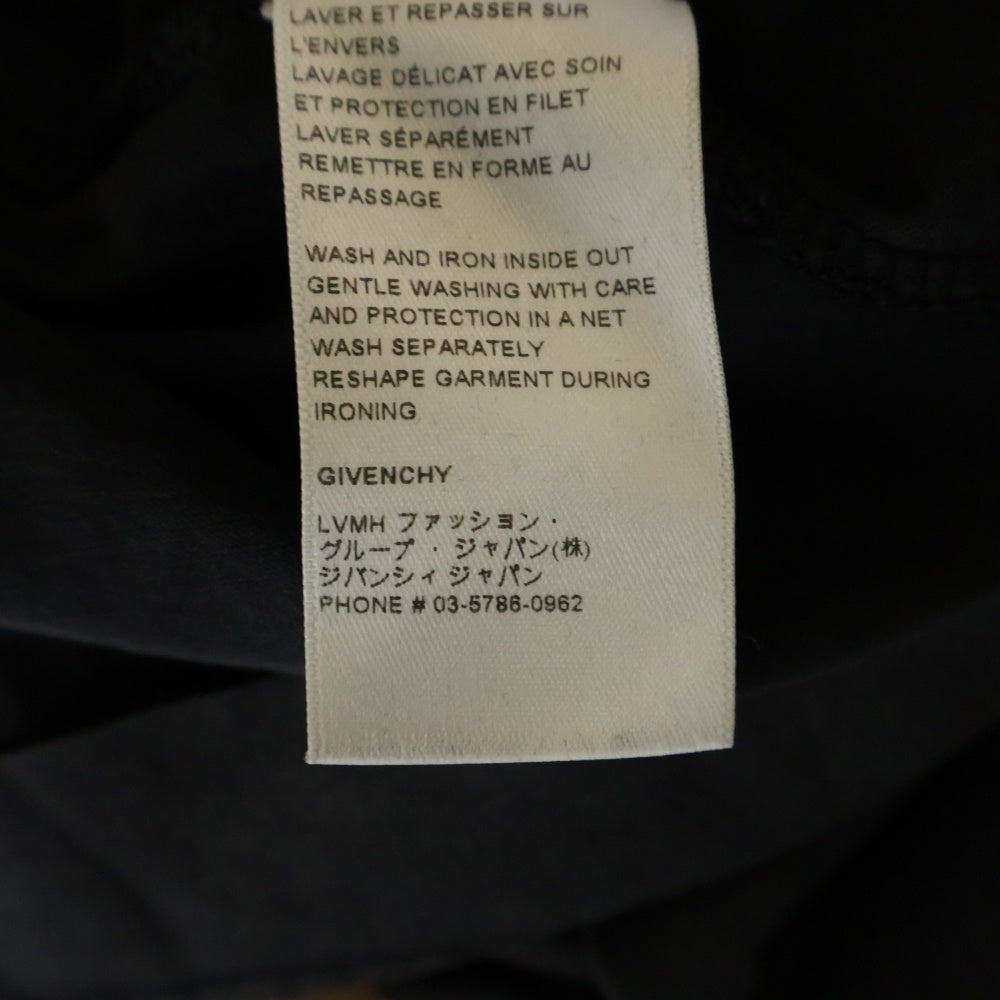 LAVER ET REPASSER SUR
L'ENVERS
LAVAGE DÉLICAT AVEC SOIN
ET PROTECTION EN FILET
LAVER SÉPARÉMENT
REMETTRE EN FORME AU
REPASSAGE
WASH AND IRON INSIDE OUT
GENTLE WASHING WITH CARE
AND PROTECTION IN A NET
WASH SEPARATELY
RESHAPE GARMENT DURING
IRONING
GIVENCHY
LVMH ファッション・
グループ・ジャパン(株)
ジバンシィ ジャパン
PHONE # 03-5786-0962